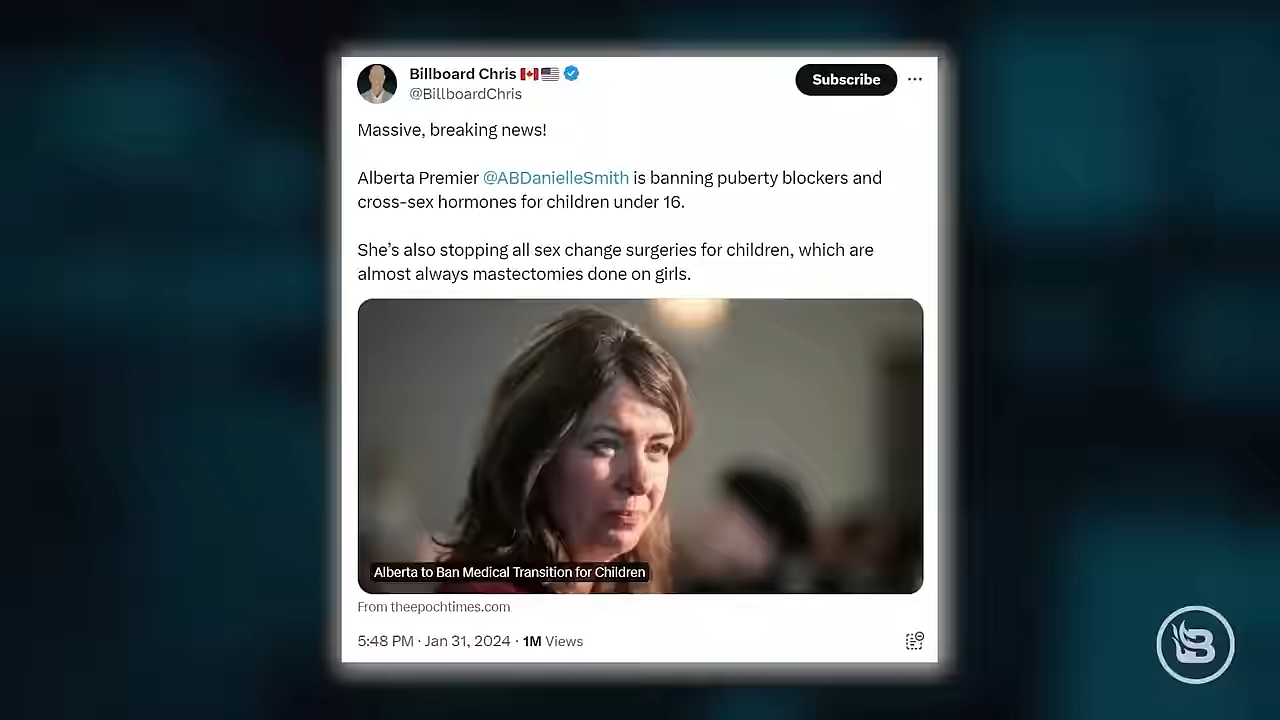 Billboard Chris
@BillboardChris
Subscribe
Massive, breaking news!
Alberta Premier @ABDanielleSmith is banning puberty blockers and
cross-sex hormones for children under 16.
She's also stopping all sex change surgeries for children, which are
almost always mastectomies done on girls.
Alberta to Ban Medical Transition for Children
From theepochtimes.com
5:48 PM · Jan 31, 2024 · 1M Views
B